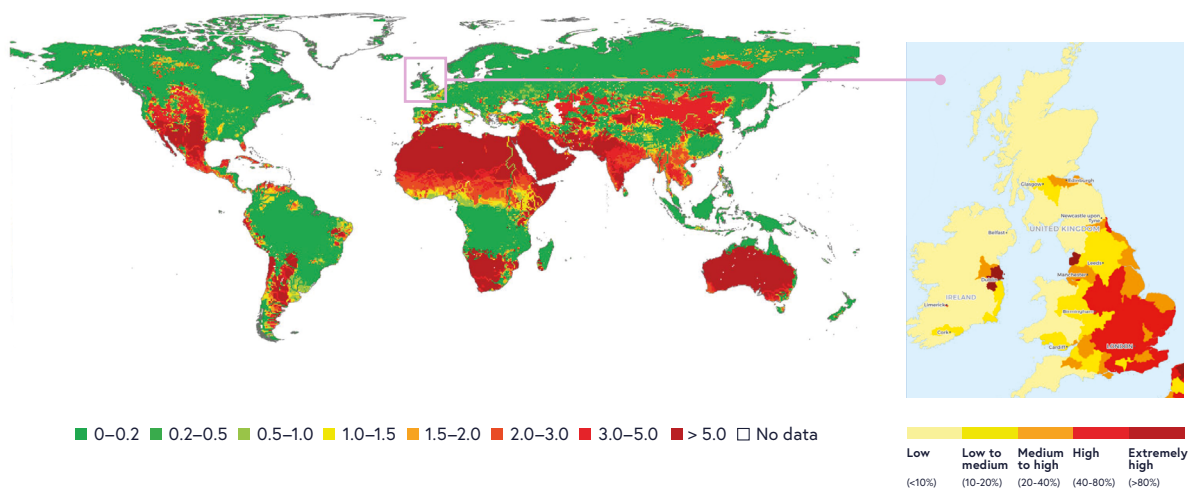 Glasgow
Edinburgh
Newcastle upon
Tyne
UNITED KINGDOM
Belfast
Leeds
Manchester
Dublin
IRELAND
Limerick
Birmingham
Cork
Cardiff
LONDON
0–0.2 0.2–0.5 0.5–1.0 1.0–1.5 1.5–2.0 2.0–3.0 3.0–5.0 > 5.0 No data
Low Low to medium Medium to high High Extremely high
(<10%) (10-20%) (20-40%) (40-80%) (>80%)